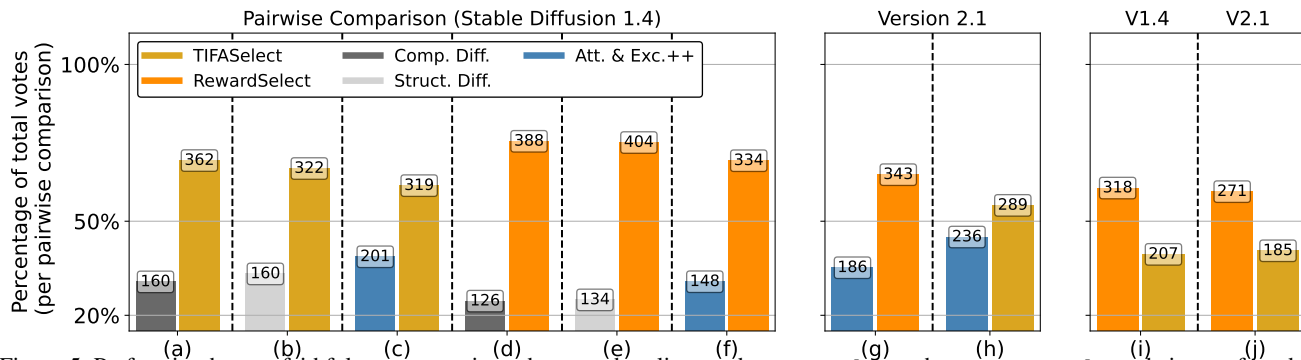 Pairwise Comparison (Stable Diffusion 1.4)
Version 2.1
V1.4 V2.1
Percentage of total votes
(per pairwise comparison)
100%
50%
20%
TIFASelect
RewardSelect
Comp. Diff.
Struct. Diff.
Att. & Exc.++
160 362
160 322
201 319
126 388
134 404
148 334
186 343
236 289
318 207
271 185
(a) (b) (c) (d) (e) (f) (g) (h) (i) (j)